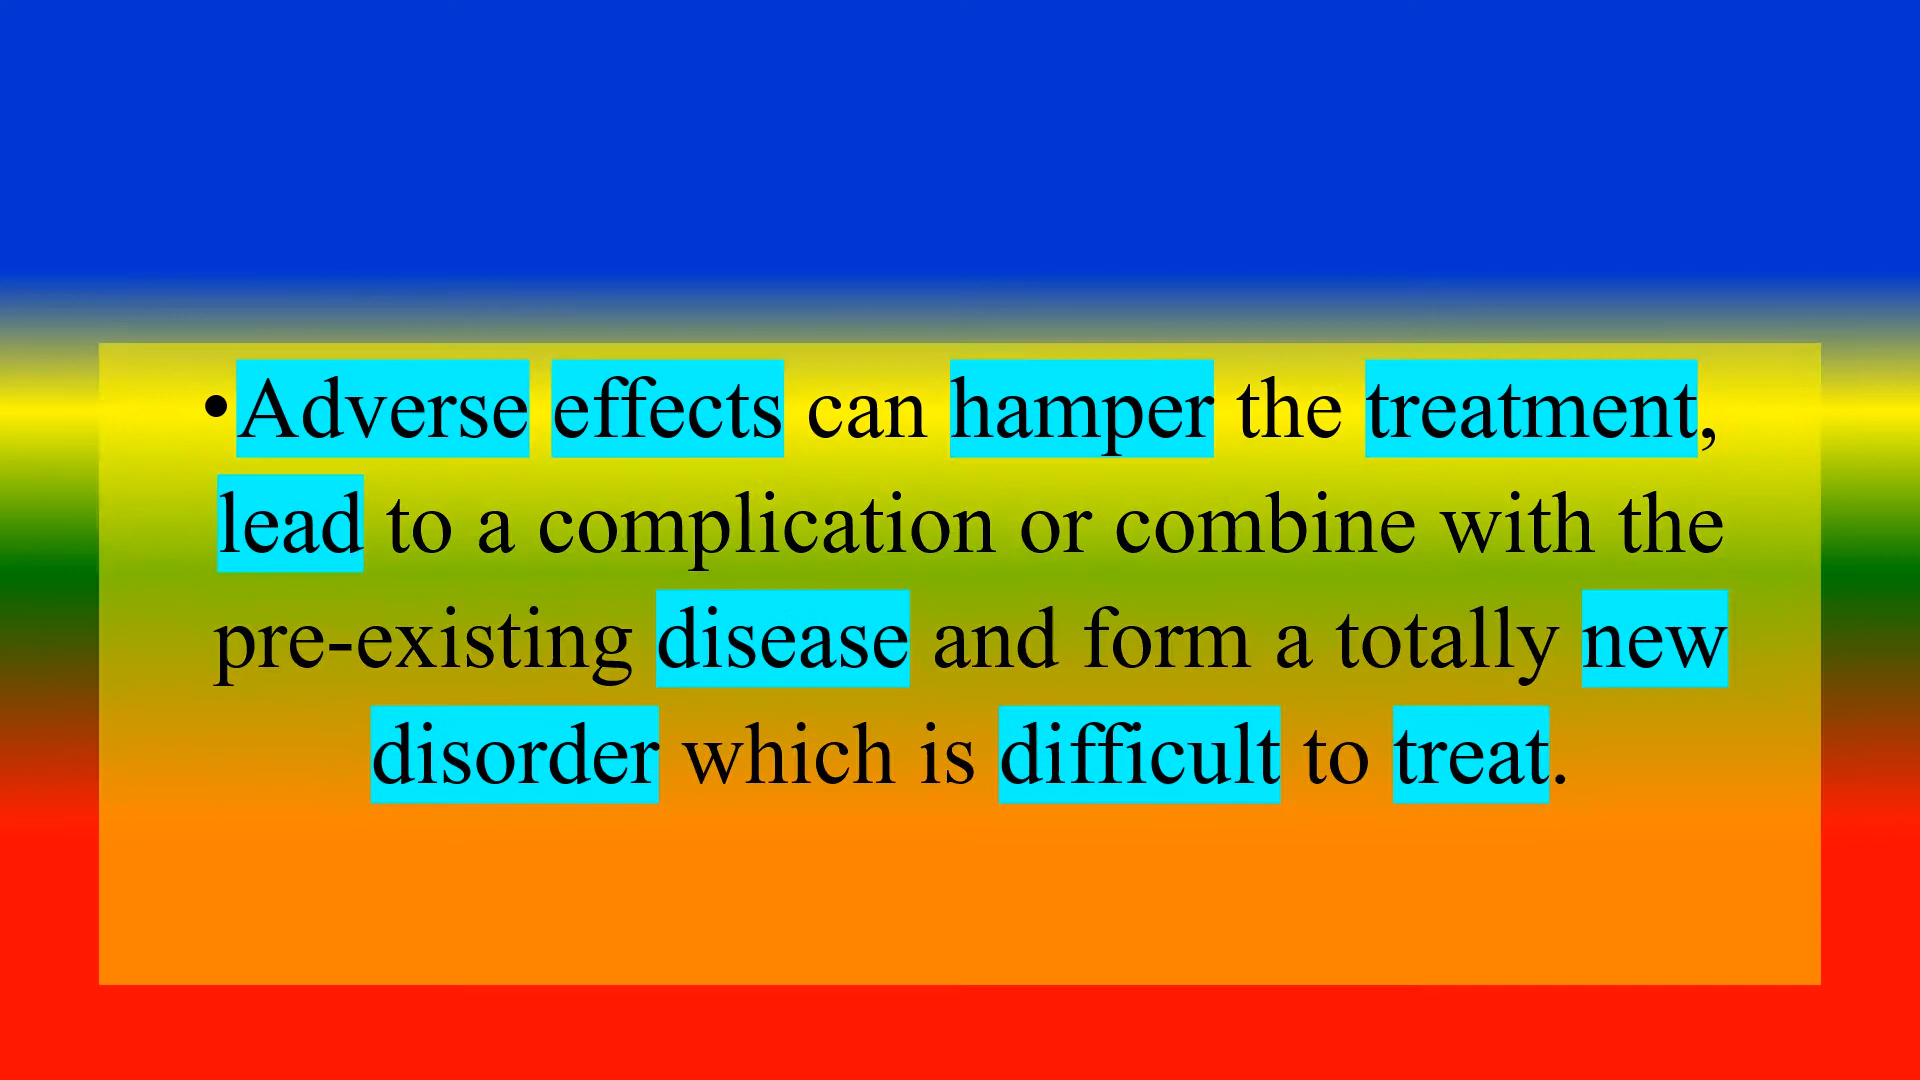 •Adverse effects can hamper the treatment,
lead to a complication or combine with the
pre-existing disease and form a totally new
disorder which is difficult to treat.